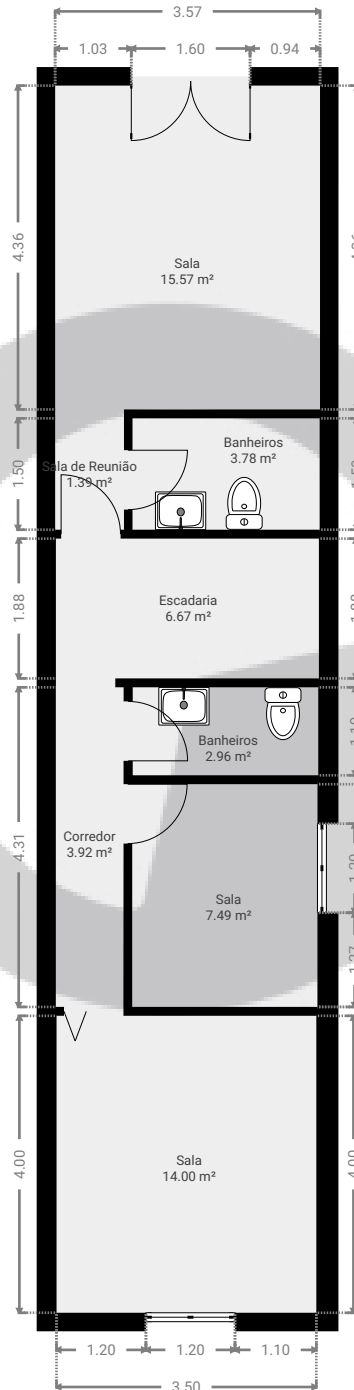 3.57
1.03 1.60 0.94
Sala
15.57 m²
4.36
Banheiros
3.78 m²
Sala de Reunião
1.39 m²
1.50
Escadaria
6.67 m²
1.88
1.88
Banheiros
2.96 m²
Corredor
3.92 m²
4.31
Sala
7.49 m²
Sala
14.00 m²
4.00
4.00
1.20 1.20 1.10
3.50